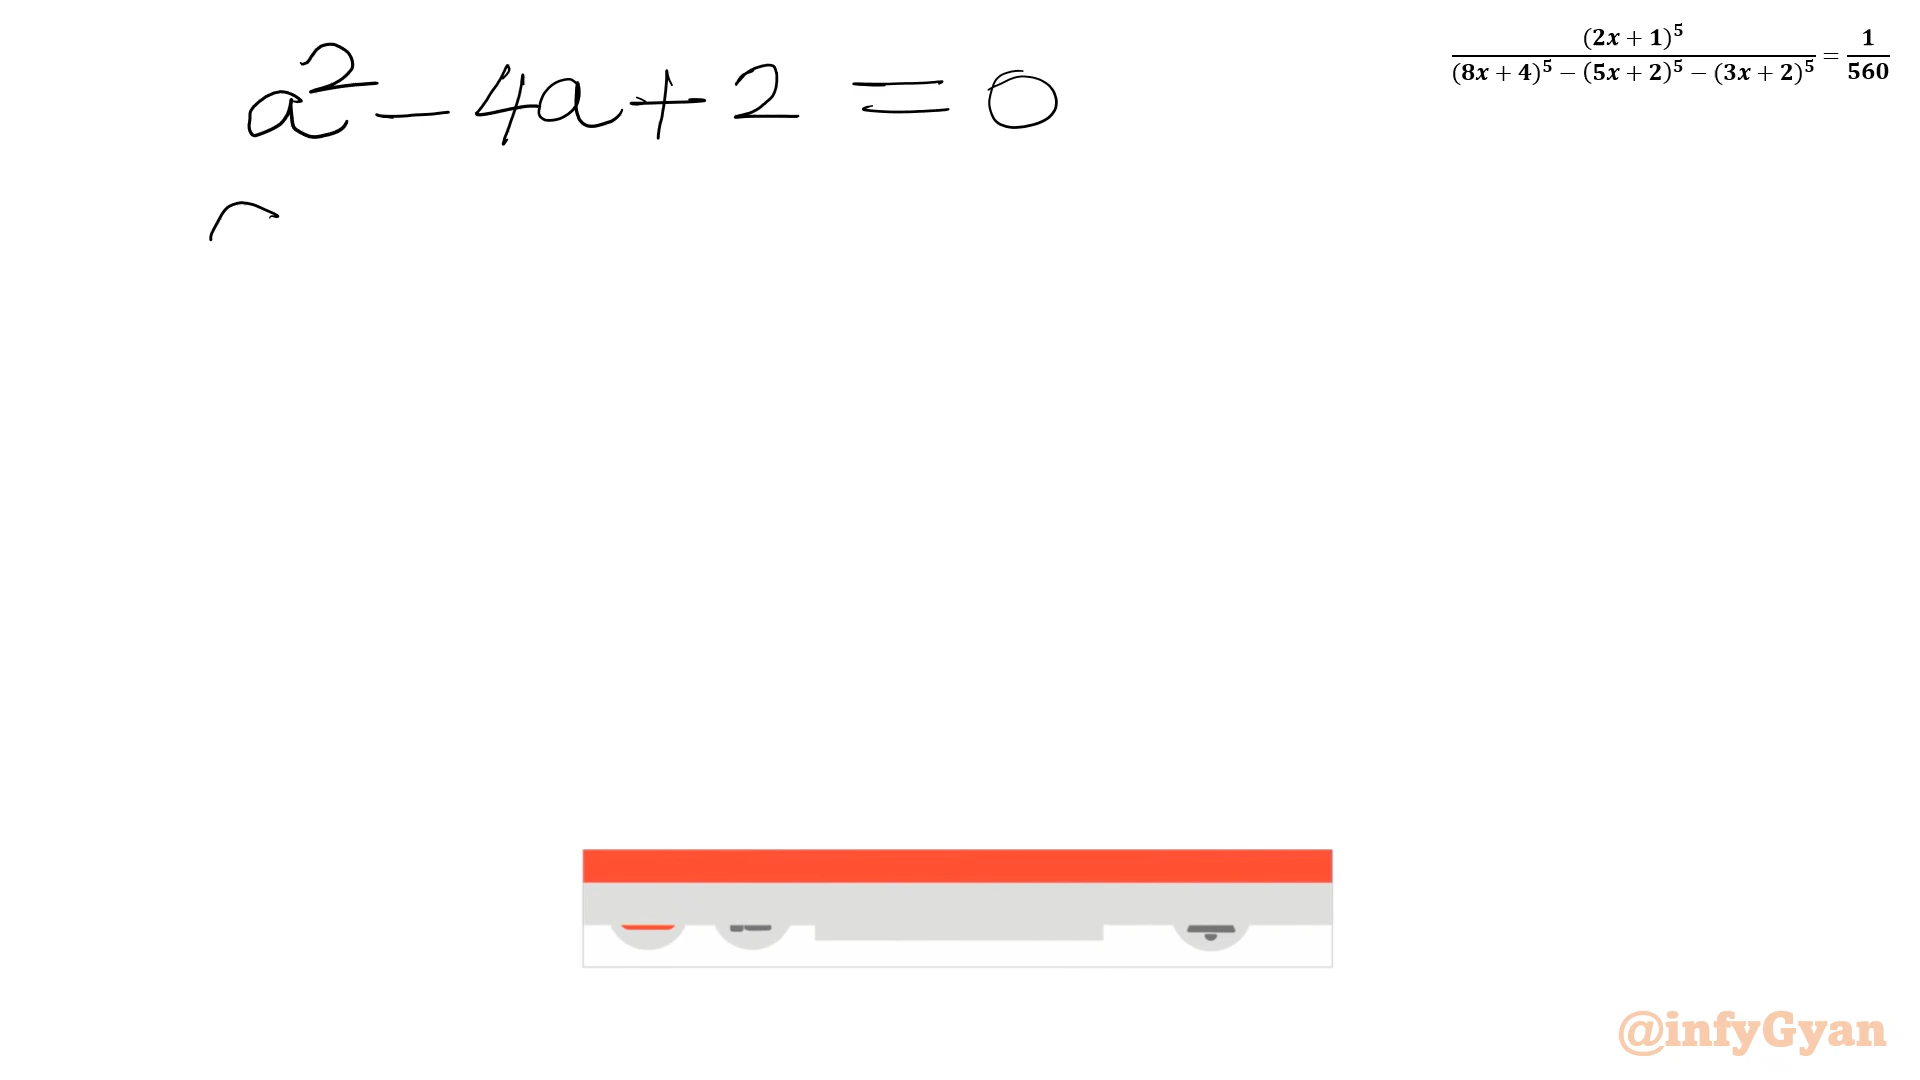 a² - 4a + 2 = 0
(2x + 1)⁵ / (8x + 4)⁵ − (5x + 2)⁵ − (3x + 2)⁵ = 1 / 560
@infyGyan